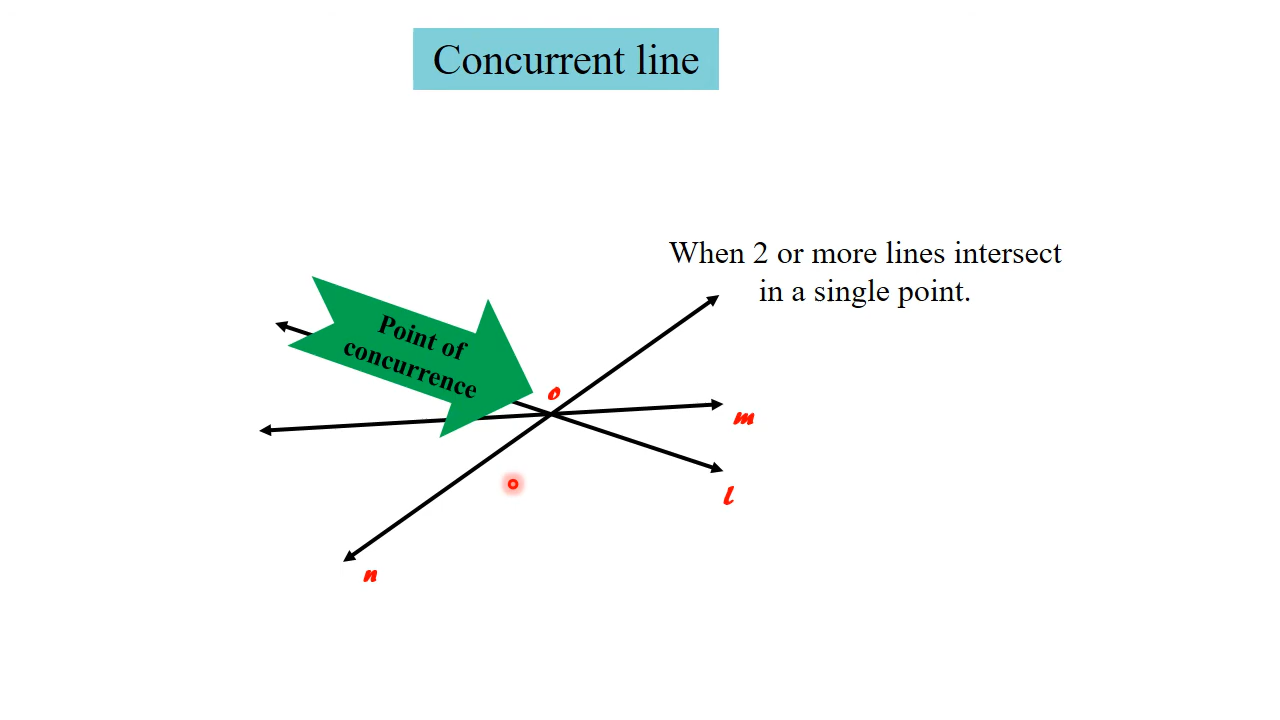 Concurrent line
When 2 or more lines intersect
in a single point.
Point of
concurrence
o
m
l
n